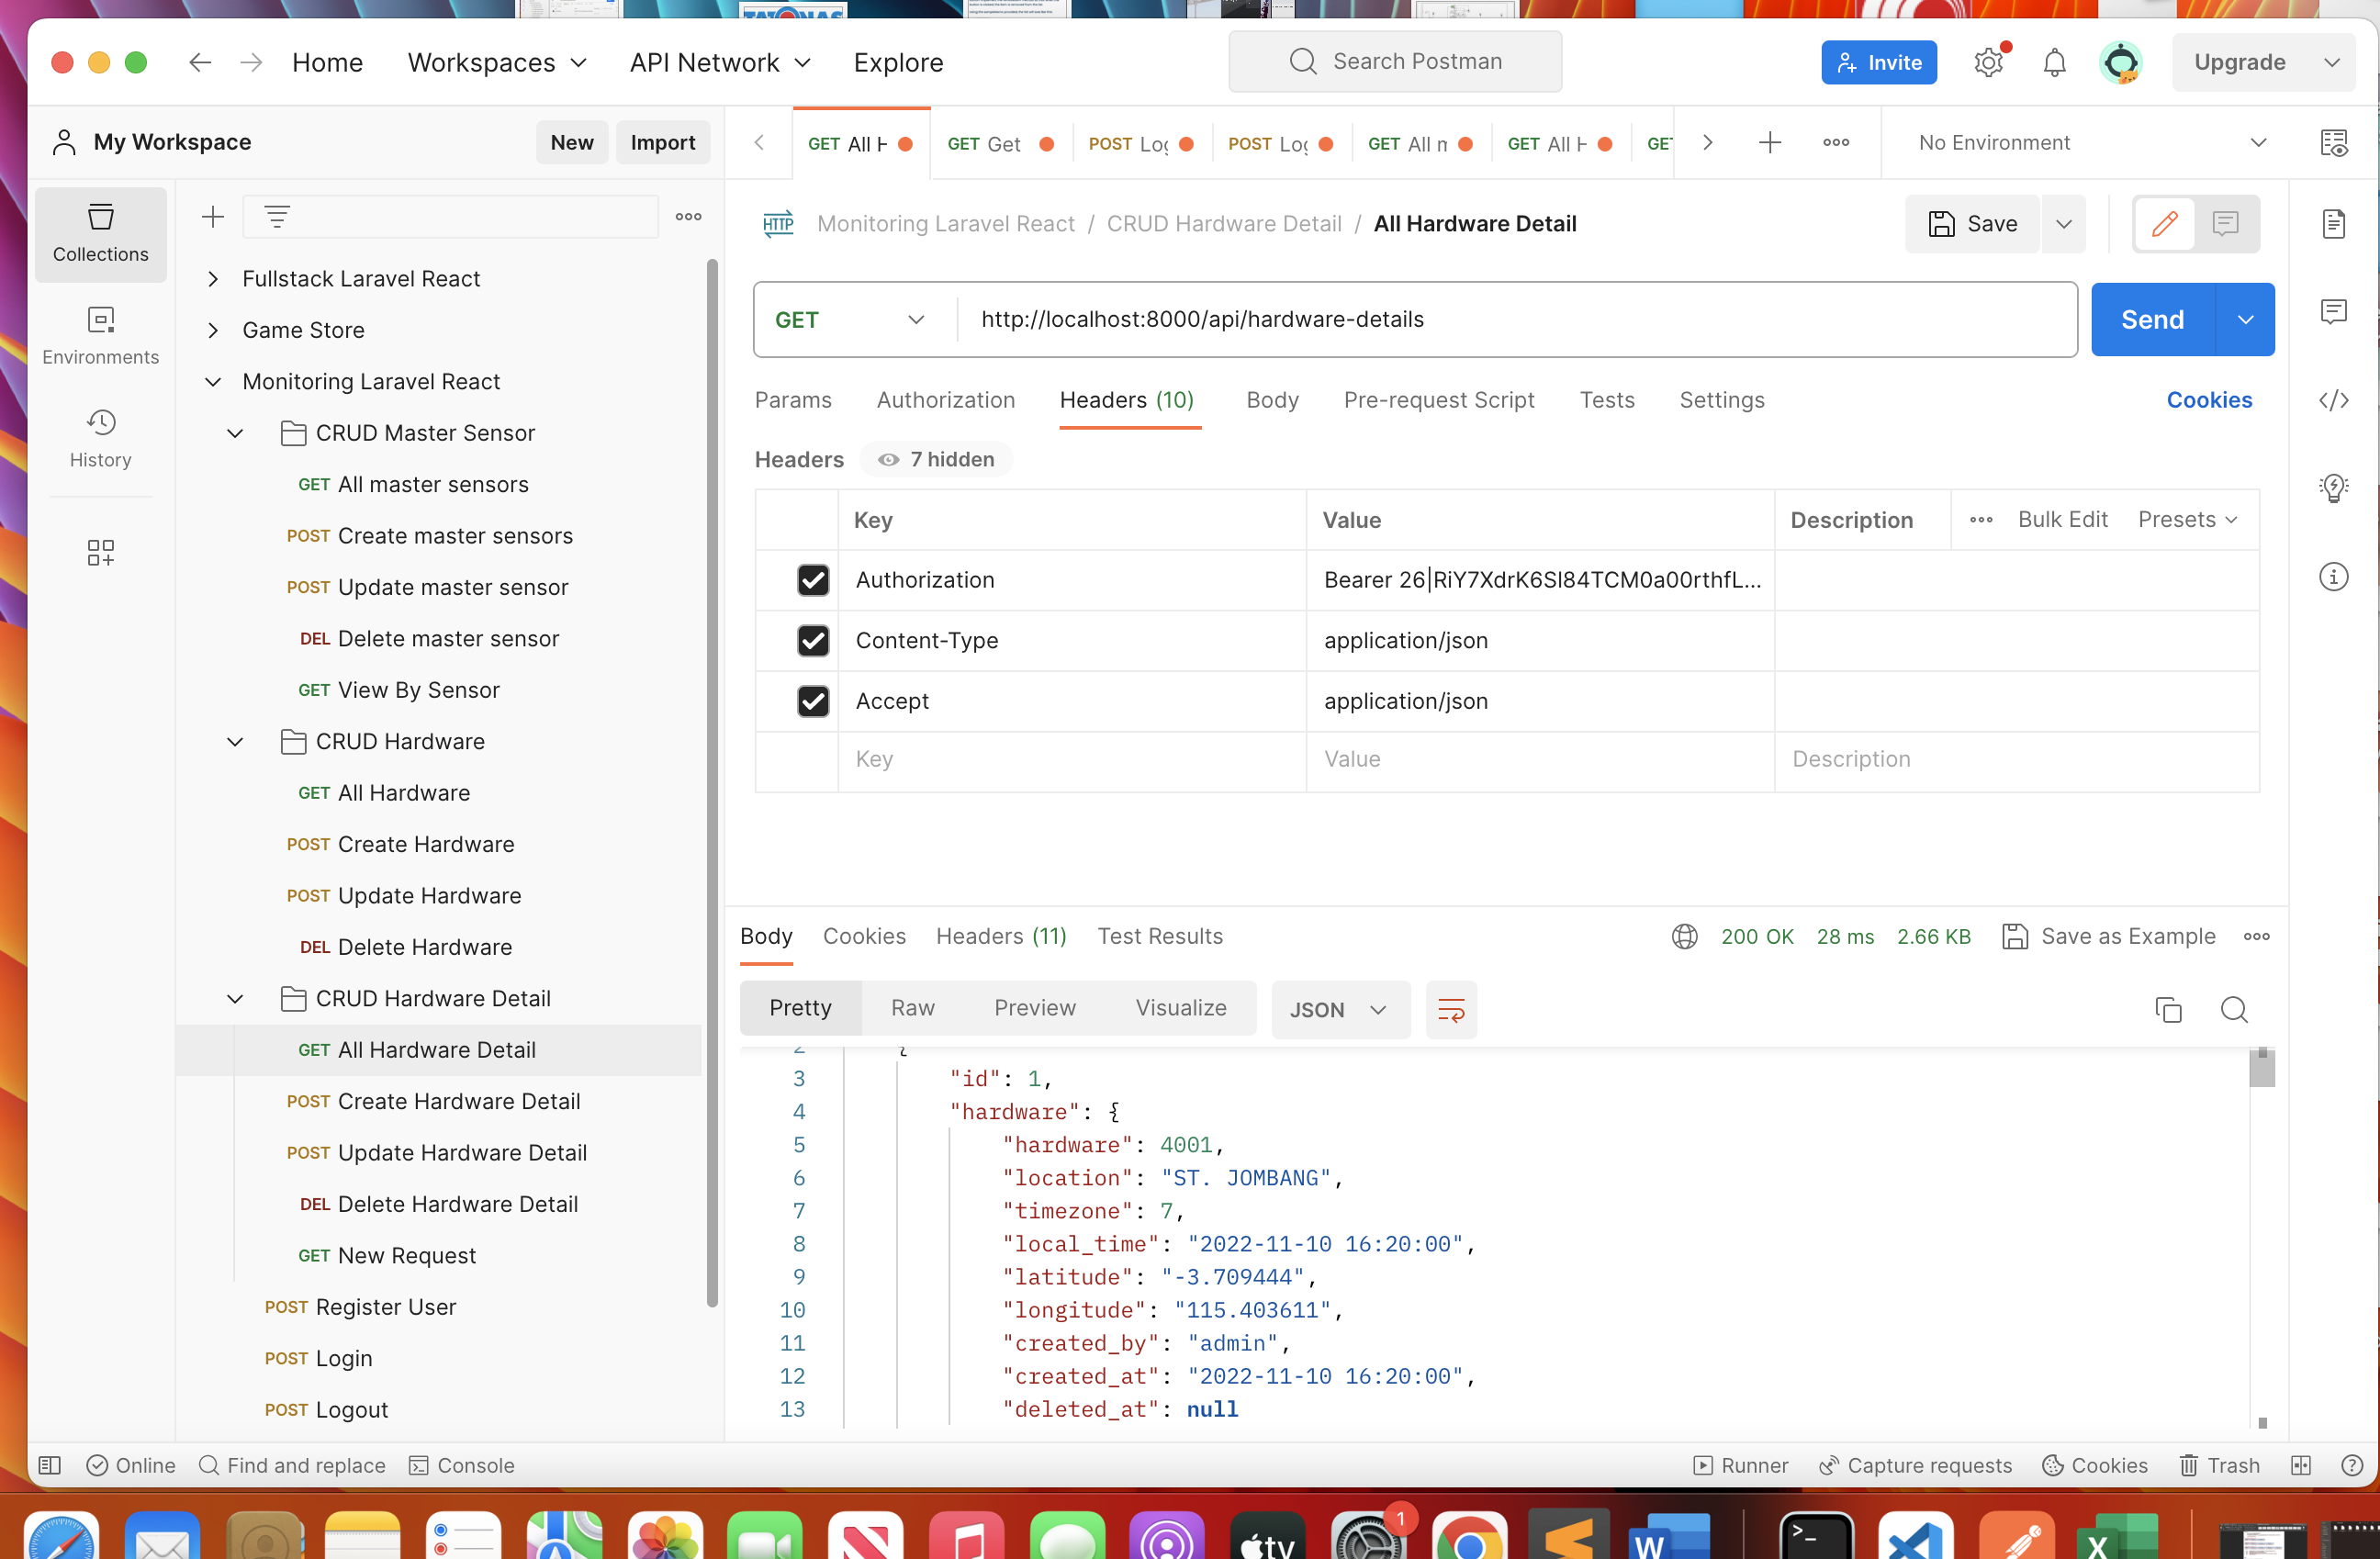 Home
Workspaces
API Network
Explore
Search Postman
Invite
Upgrade
My Workspace
New
Import
GET All H
GET Get
POST Log
POST Log
GET All m
GET All H
GET
No Environment
Collections
Environments
History
Fullstack Laravel React
Game Store
Monitoring Laravel React
CRUD Master Sensor
GET All master sensors
POST Create master sensors
POST Update master sensor
DEL Delete master sensor
GET View By Sensor
CRUD Hardware
GET All Hardware
POST Create Hardware
POST Update Hardware
DEL Delete Hardware
CRUD Hardware Detail
GET All Hardware Detail
POST Create Hardware Detail
POST Update Hardware Detail
DEL Delete Hardware Detail
GET New Request
POST Register User
POST Login
POST Logout
HTTP Monitoring Laravel React / CRUD Hardware Detail / All Hardware Detail
Save
GET http://localhost:8000/api/hardware-details
Send
Params Authorization Headers (10) Body Pre-request Script Tests Settings Cookies
Headers 7 hidden
Key Value Description Bulk Edit Presets
Authorization Bearer 26|RiY7XdrK6Sl84TCM0a00rthfL...
Content-Type application/json
Accept application/json
Key Value Description
Body Cookies Headers (11) Test Results 200 OK 28 ms 2.66 KB Save as Example
Pretty Raw Preview Visualize JSON
2 {
3 "id": 1,
4 "hardware": {
5 "hardware": 4001,
6 "location": "ST. JOMBANG",
7 "timezone": 7,
8 "local_time": "2022-11-10 16:20:00",
9 "latitude": "-3.709444",
10 "longitude": "115.403611",
11 "created_by": "admin",
12 "created_at": "2022-11-10 16:20:00",
13 "deleted_at": null
Online Find and replace Console Runner Capture requests Cookies Trash
1
tv
W
X